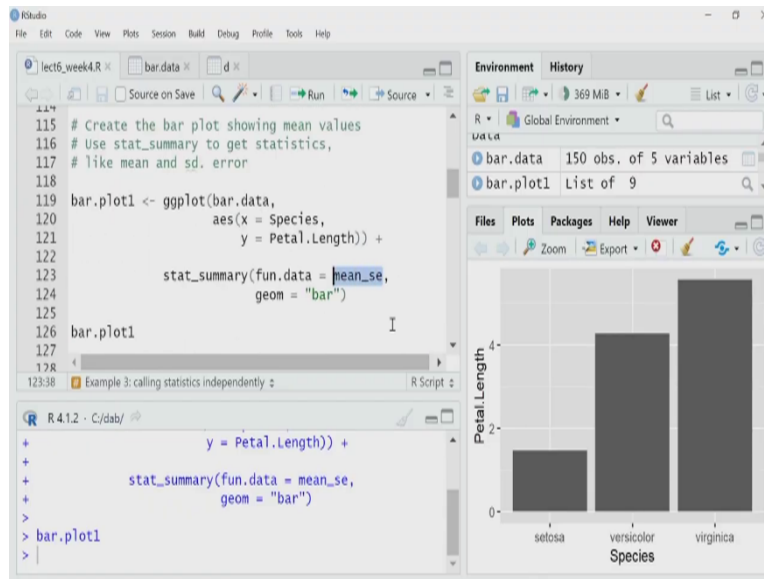 RStudio
File Edit Code View Plots Session Build Debug Profile Tools Help
lect6_week4.R × bar.data × d ×
Source on Save Run Source
114
115 # Create the bar plot showing mean values
116 # Use stat_summary to get statistics,
117 # like mean and sd. error
118
119 bar.plot1 <- ggplot(bar.data,
120 aes(x = Species,
121 y = Petal.Length)) +
122
123 stat_summary(fun.data = mean_se,
124 geom = "bar")
125
126 bar.plot1
127
128
123:38 Example 3: calling statistics independently R Script
R 4.1.2 · C:/dab/
+ y = Petal.Length)) +
+
+ stat_summary(fun.data = mean_se,
+ geom = "bar")
>
> bar.plot1
>
Environment History
369 MiB List
R Global Environment
Data
bar.data 150 obs. of 5 variables
bar.plot1 List of 9
Files Plots Packages Help Viewer
Zoom Export
Petal.Length
4
2
0
setosa versicolor virginica
Species